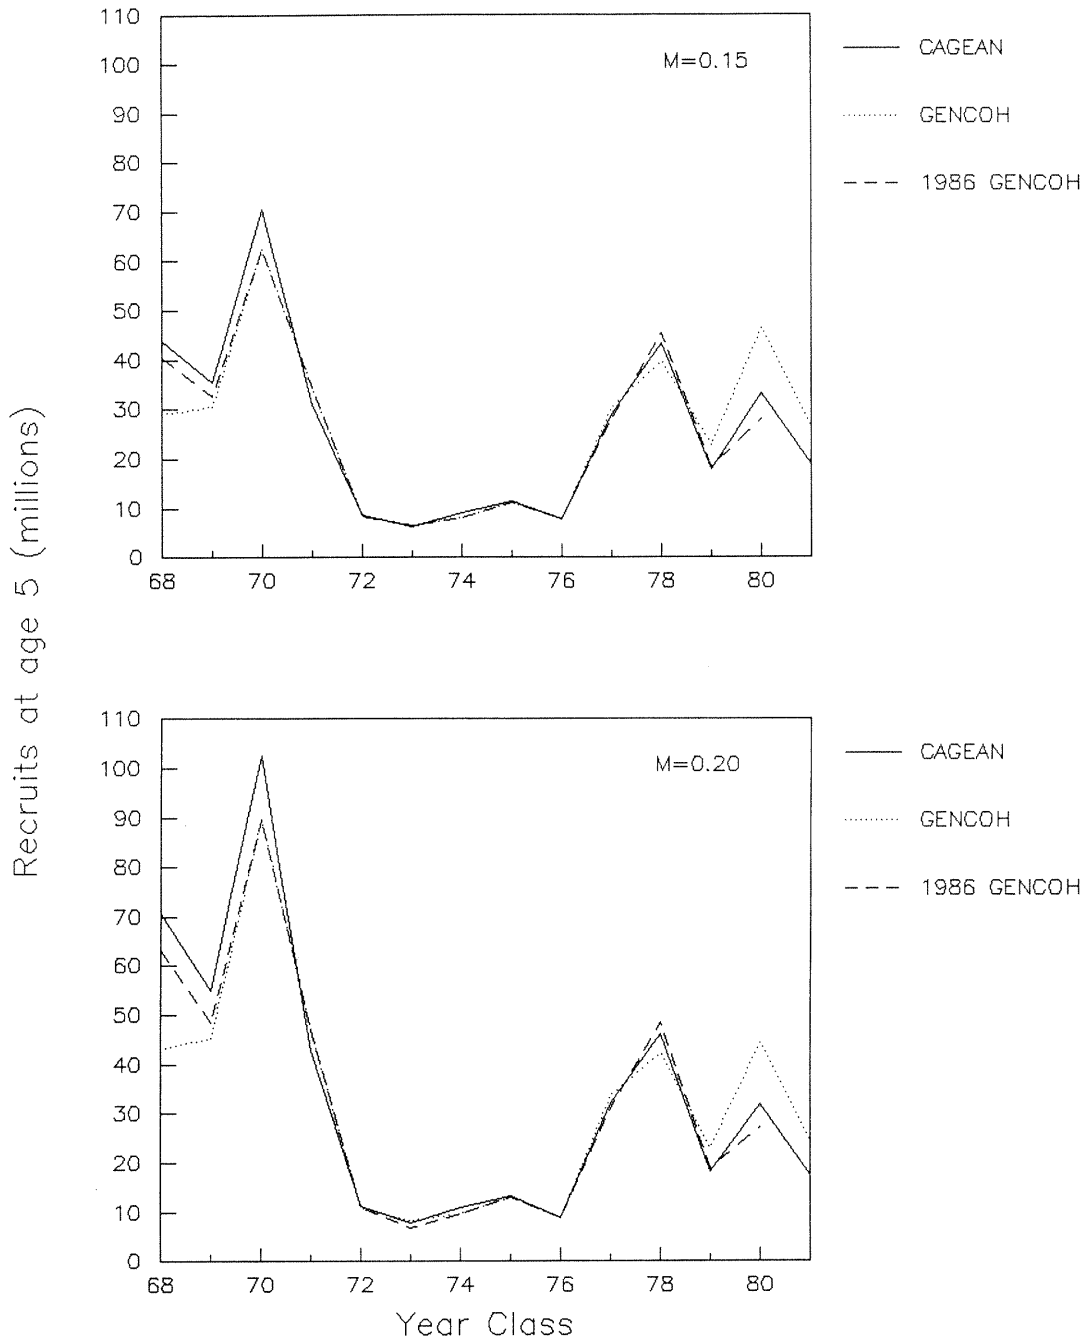 110
100
90
80
70
60
50
40
30
20
10
0
68 70 72 74 76 78 80
M=0.15
CAGEAN
GENCOH
1986 GENCOH
Recruits at age 5 (millions)
110
100
90
80
70
60
50
40
30
20
10
0
68 70 72 74 76 78 80
M=0.20
CAGEAN
GENCOH
1986 GENCOH
Year Class